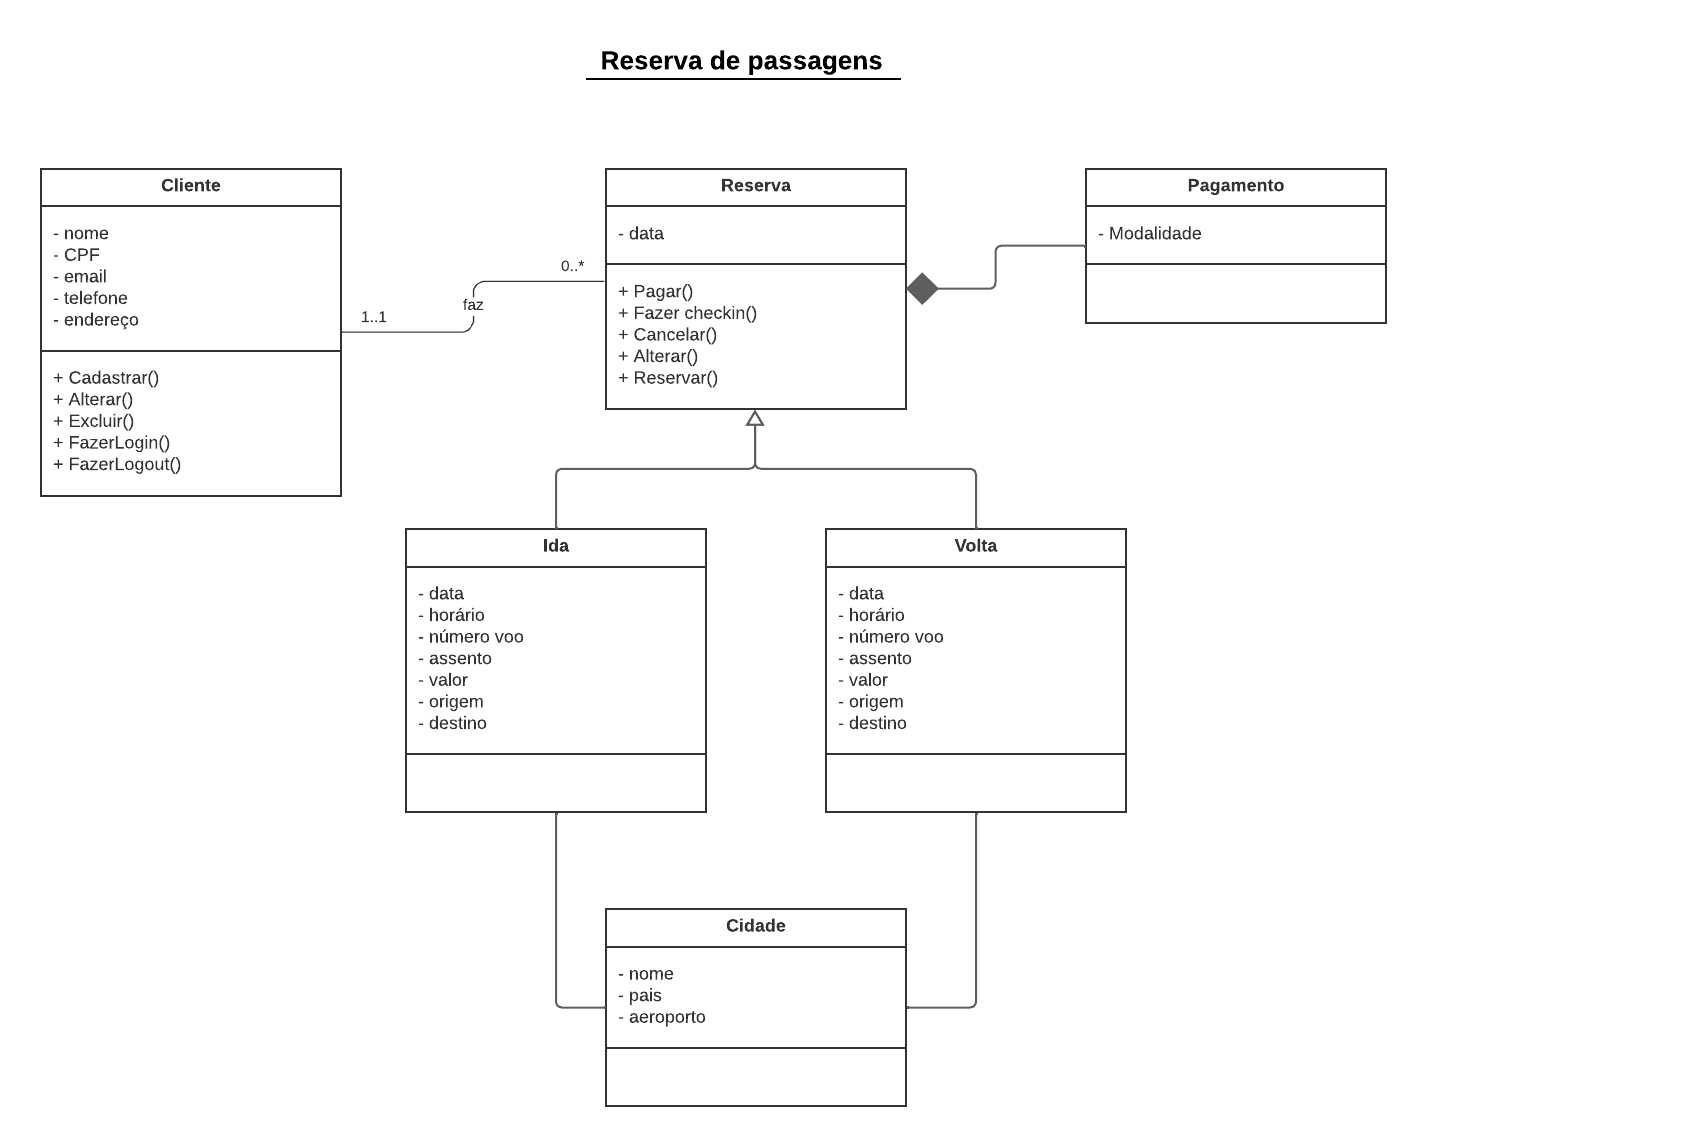 Reserva de passagens
Cliente
- nome
- CPF
- email
- telefone
- endereço
+ Cadastrar()
+ Alterar()
+ Excluir()
+ FazerLogin()
+ FazerLogout()
1..1
faz
0..*
Reserva
- data
+ Pagar()
+ Fazer checkin()
+ Cancelar()
+ Alterar()
+ Reservar()
Pagamento
- Modalidade
Ida
- data
- horário
- número voo
- assento
- valor
- origem
- destino
Volta
- data
- horário
- número voo
- assento
- valor
- origem
- destino
Cidade
- nome
- pais
- aeroporto